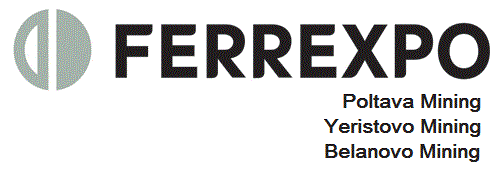 FERREXPO
Poltava Mining
Yeristovo Mining
Belanovo Mining